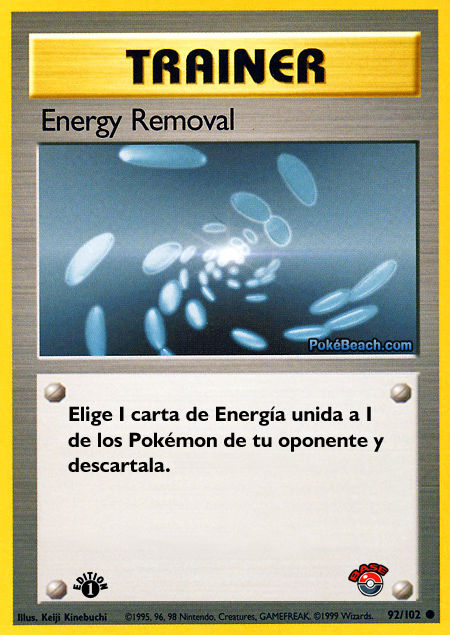 TRAINER
Energy Removal
PokéBeach.com
Elige 1 carta de Energía unida a 1
de los Pokémon de tu oponente y
descartala.
EDITION
1
BASE
Illus. Keiji Kinebuchi ©1995, 96, 98 Nintendo, Creatures, GAMEFREAK. ©1999 Wizards. 92/102